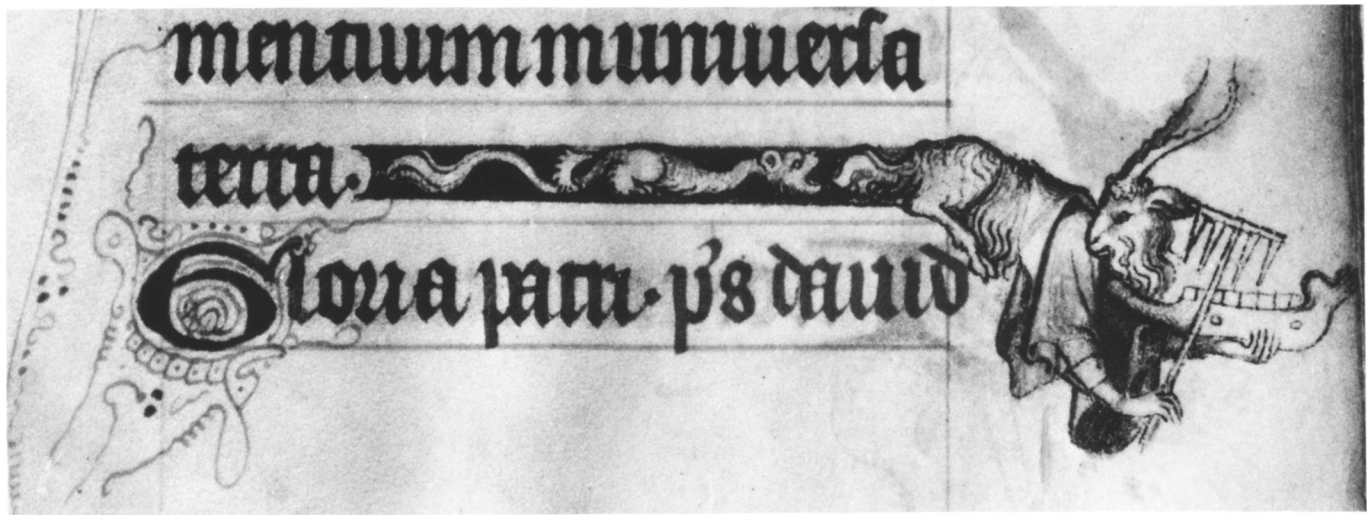 men tuum in uniuersa
terra.
Gloria patri. ps dauid